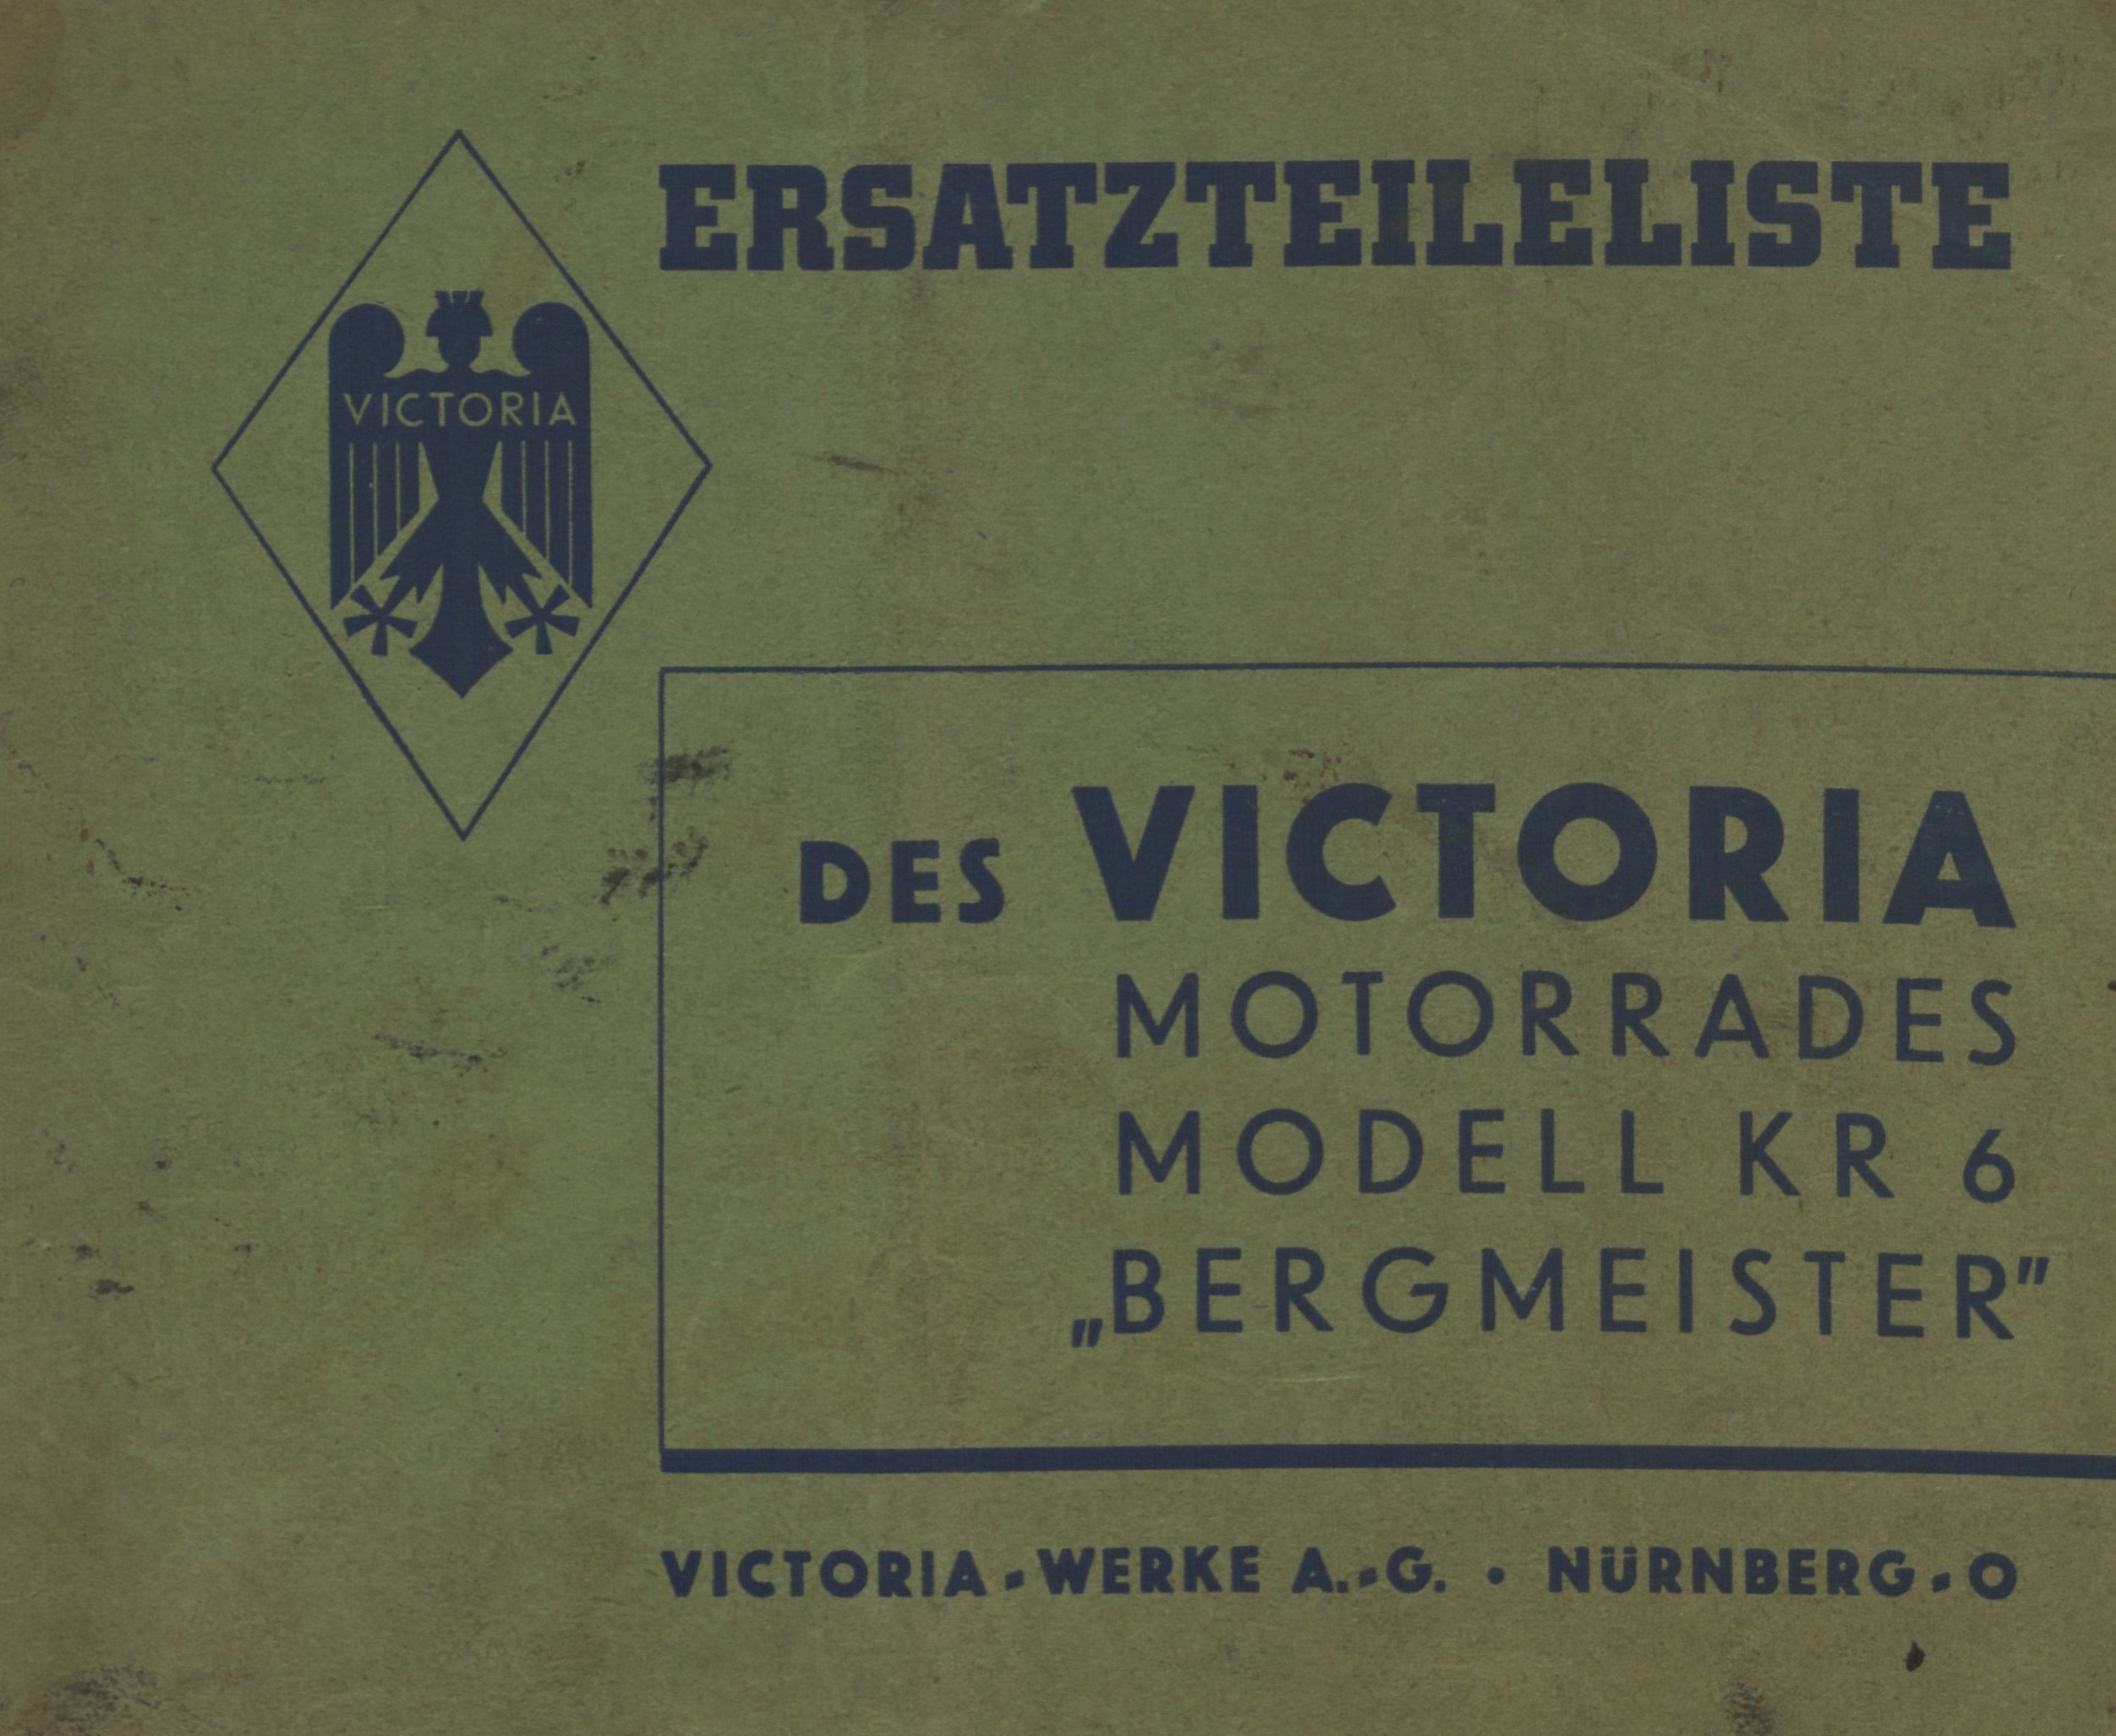 ERSATZTEILELISTE
VICTORIA
DES VICTORIA
MOTORRADES
MODELL KR 6
„BERGMEISTER"
VICTORIA-WERKE A.-G. • NÜRNBERG-O